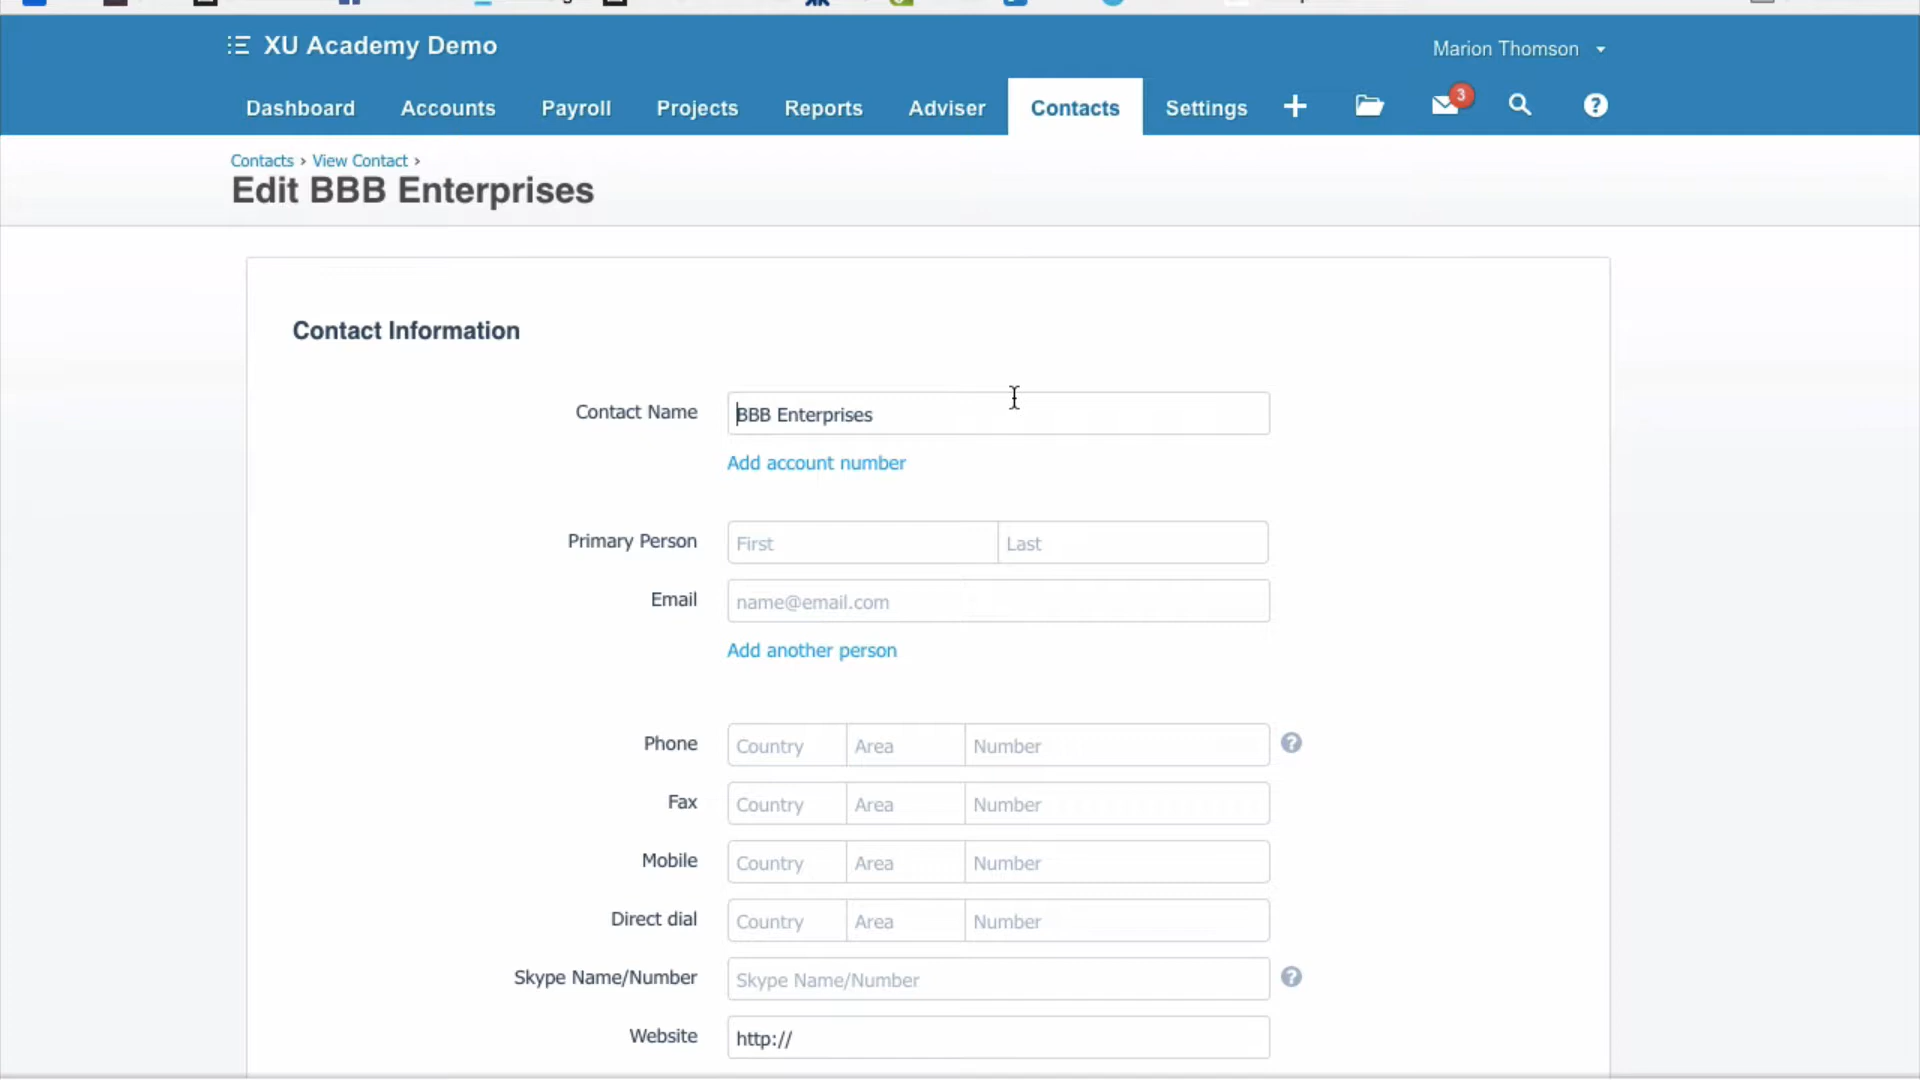 XU Academy Demo
Marion Thomson
Dashboard Accounts Payroll Projects Reports Adviser Contacts Settings 3
Contacts › View Contact ›
Edit BBB Enterprises
Contact Information
Contact Name BBB Enterprises
Add account number
Primary Person First Last
Email name@email.com
Add another person
Phone Country Area Number
Fax Country Area Number
Mobile Country Area Number
Direct dial Country Area Number
Skype Name/Number Skype Name/Number
Website http://